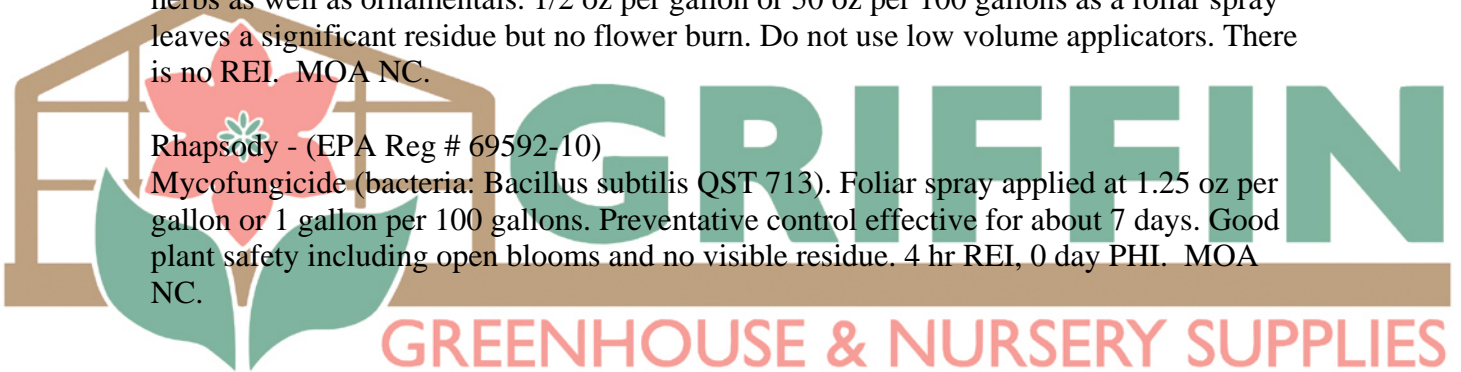 herbs as well as ornamentals. 1/2 oz per gallon or 50 oz per 100 gallons as a foliar spray
leaves a significant residue but no flower burn. Do not use low volume applicators. There
is no REI.  MOA NC.
Rhapsody - (EPA Reg # 69592-10)
Mycofungicide (bacteria: Bacillus subtilis QST 713). Foliar spray applied at 1.25 oz per
gallon or 1 gallon per 100 gallons. Preventative control effective for about 7 days. Good
plant safety including open blooms and no visible residue. 4 hr REI, 0 day PHI.  MOA
NC.
GRIFFIN
GREENHOUSE & NURSERY SUPPLIES